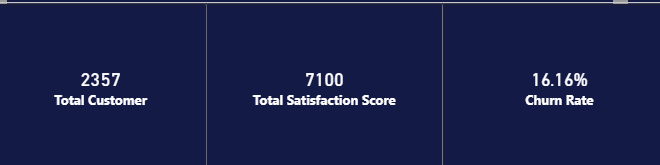 2357
Total Customer
7100
Total Satisfaction Score
16.16%
Churn Rate